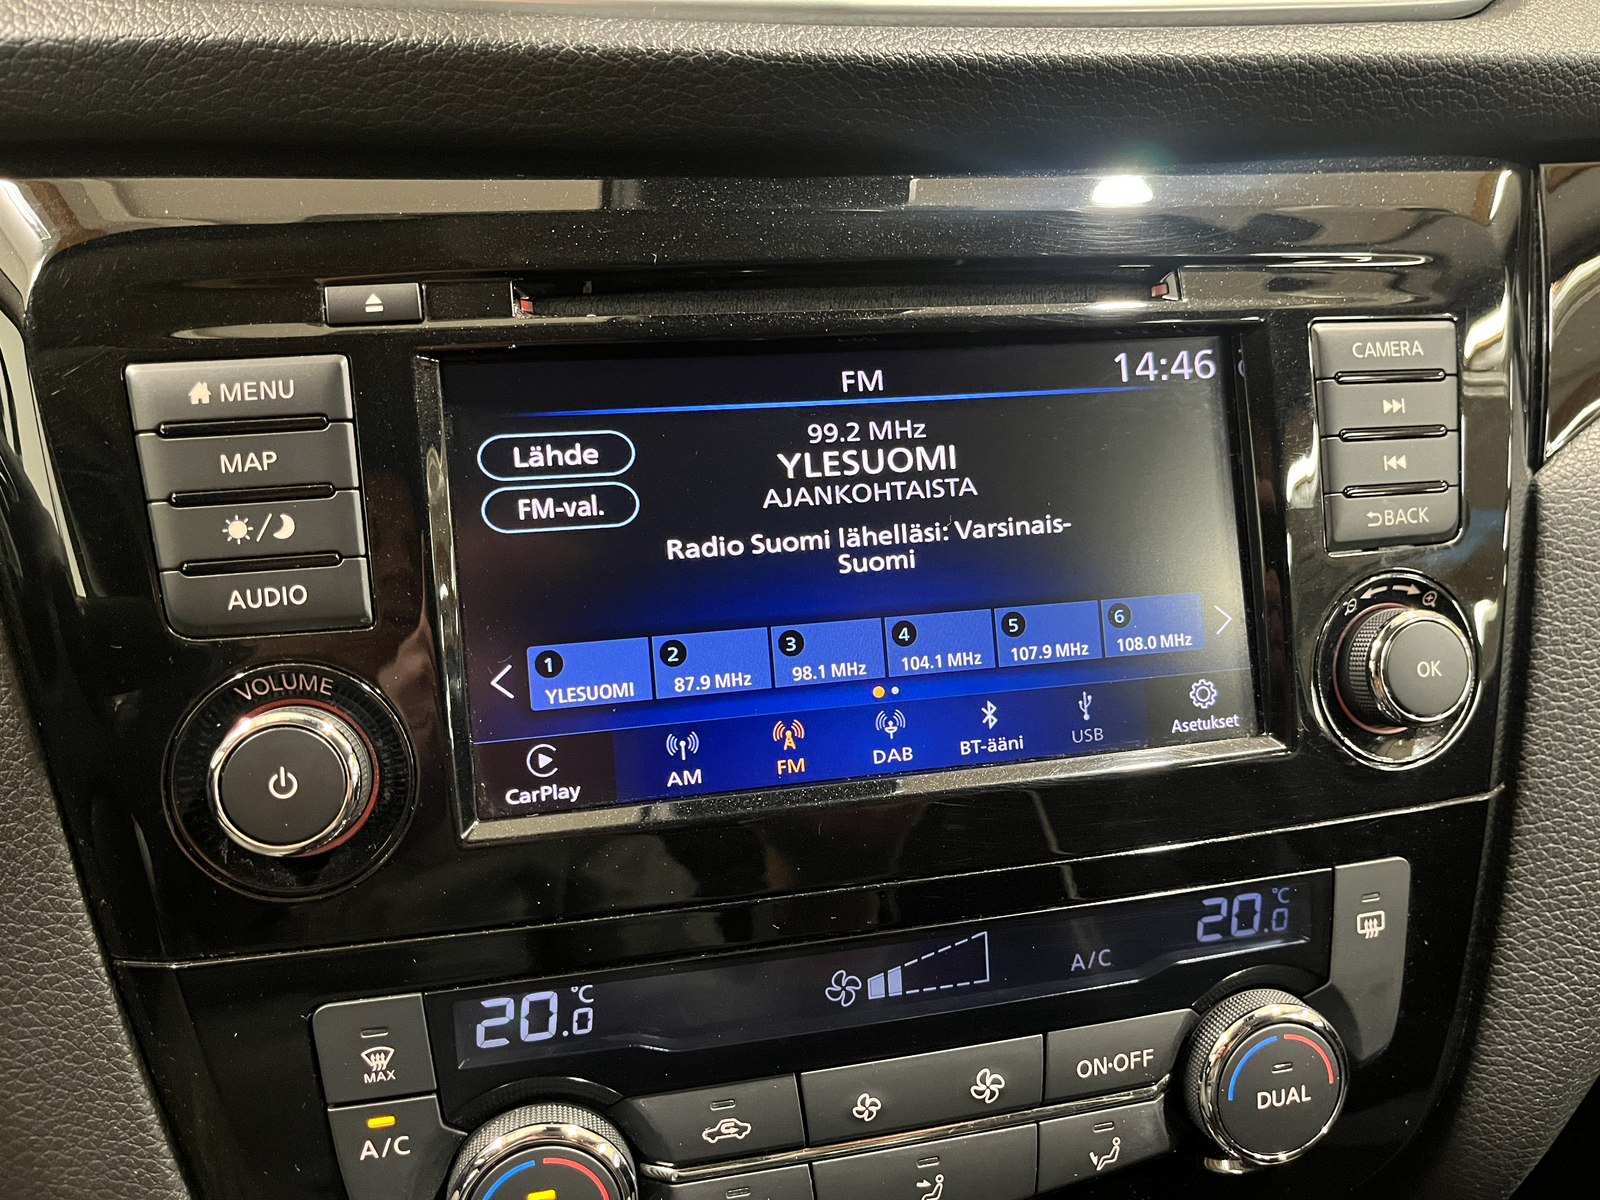 MENU
MAP
AUDIO
VOLUME
FM
14:46
Lähde
FM-val.
99.2 MHz
YLESUOMI
AJANKOHTAISTA
Radio Suomi lähelläsi: Varsinais-
Suomi
1
YLESUOMI
2
87.9 MHz
3
98.1 MHz
4
104.1 MHz
5
107.9 MHz
6
108.0 MHz
CarPlay
AM
FM
DAB
BT-ääni
USB
Asetukset
CAMERA
BACK
OK
20.0 °C
A/C
20.0 °C
MAX
A/C
ON·OFF
DUAL